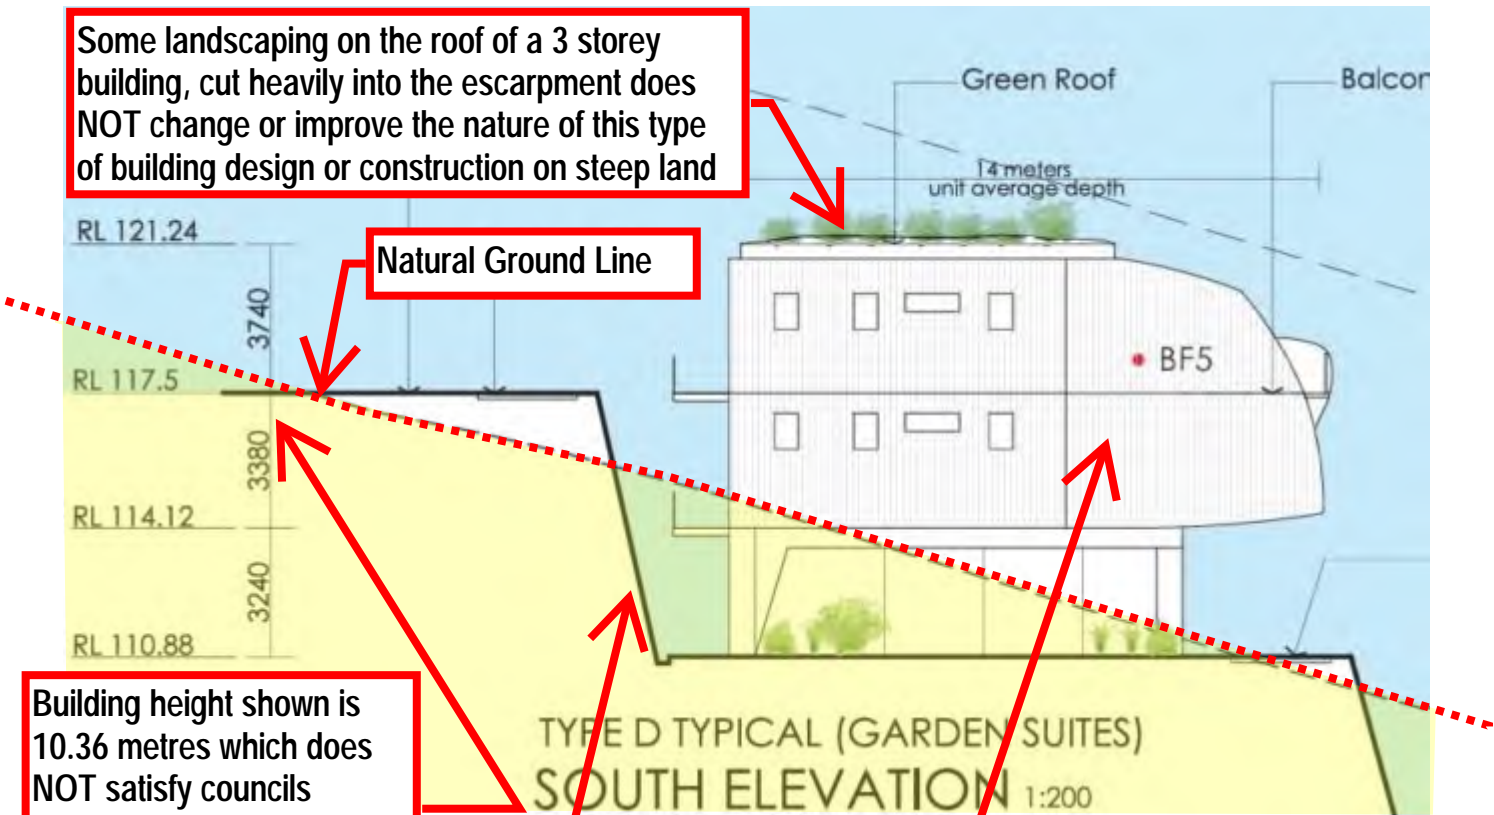 Some landscaping on the roof of a 3 storey
building, cut heavily into the escarpment does
NOT change or improve the nature of this type
of building design or construction on steep land
Green Roof
Balcon
14 meters
unit average depth
RL 121.24
Natural Ground Line
3740
BF5
RL 117.5
3380
RL 114.12
3240
RL 110.88
Building height shown is
10.36 metres which does
NOT satisfy councils
TYPE D TYPICAL (GARDEN SUITES)
SOUTH ELEVATION 1:200